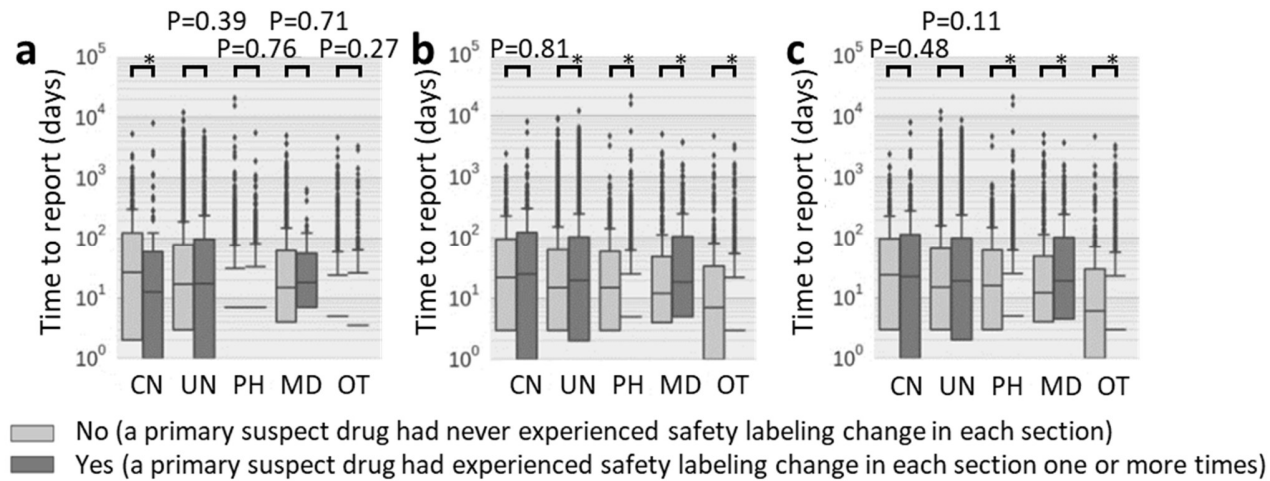 P=0.39 P=0.71 P=0.11
a P=0.76 P=0.27 b P=0.81 c P=0.48
* * * * * * * *
Time to report (days) Time to report (days) Time to report (days)
10⁵ 10⁵ 10⁵
10⁴ 10⁴ 10⁴
10³ 10³ 10³
10² 10² 10²
10¹ 10¹ 10¹
10⁰ 10⁰ 10⁰
CN UN PH MD OT CN UN PH MD OT CN UN PH MD OT
No (a primary suspect drug had never experienced safety labeling change in each section)
Yes (a primary suspect drug had experienced safety labeling change in each section one or more times)